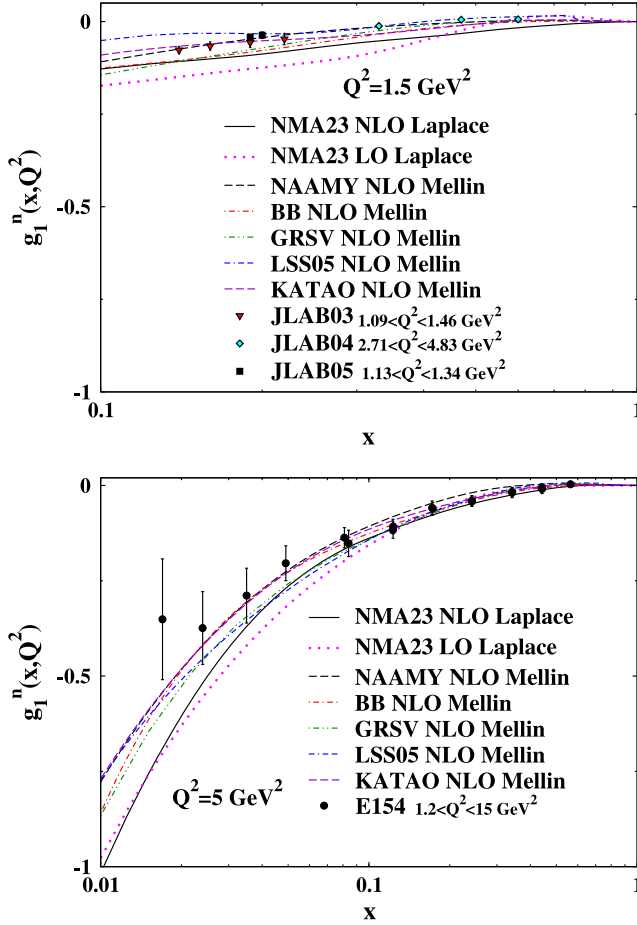 0
Q²=1.5 GeV²
NMA23 NLO Laplace
NMA23 LO Laplace
NAAMY NLO Mellin
BB NLO Mellin
GRSV NLO Mellin
LSS05 NLO Mellin
KATAO NLO Mellin
JLAB03 1.09<Q²<1.46 GeV²
JLAB04 2.71<Q²<4.83 GeV²
JLAB05 1.13<Q²<1.34 GeV²
g₁ⁿ(x,Q²)
-0.5
-1
0.1
1
x
0
NMA23 NLO Laplace
NMA23 LO Laplace
NAAMY NLO Mellin
BB NLO Mellin
GRSV NLO Mellin
LSS05 NLO Mellin
KATAO NLO Mellin
E154 1.2<Q²<15 GeV²
Q²=5 GeV²
g₁ⁿ(x,Q²)
-0.5
-1
0.01
0.1
1
x